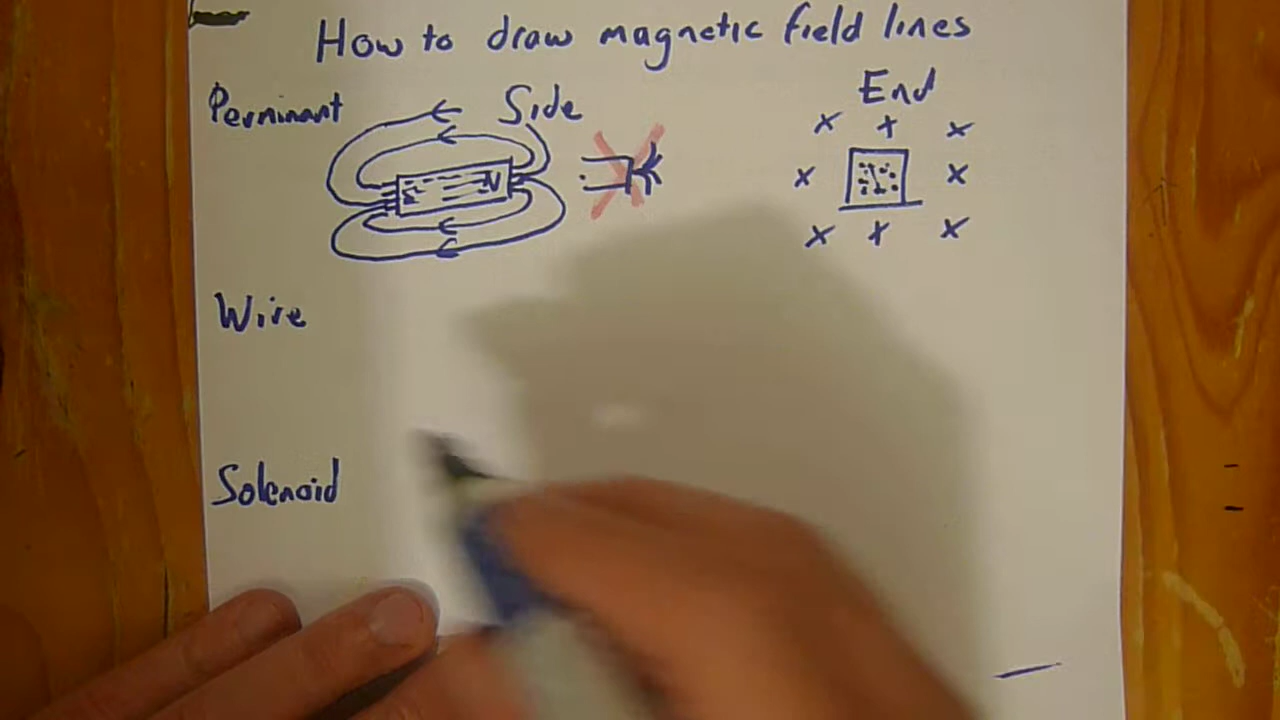 How to draw magnetic field lines
Perminant
Side
End
S N
x + x
x x
x + x
Wire
Solenoid